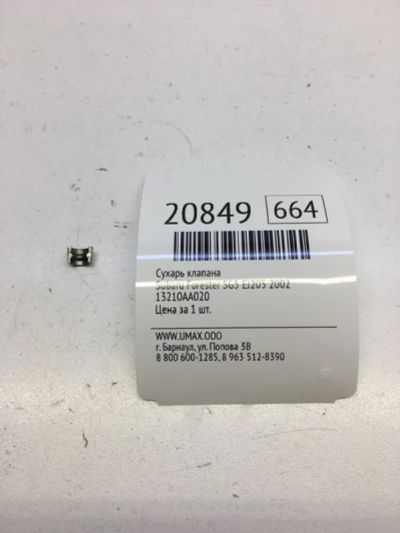 20849 664
Сухарь клапана
Subaru Forester SG5 EJ205 2002
13210AA020
Цена за 1 шт.
WWW.UMAX.ООО
г. Барнаул, ул. Попова 3В
8 800 600-1285, 8 963 512-8390